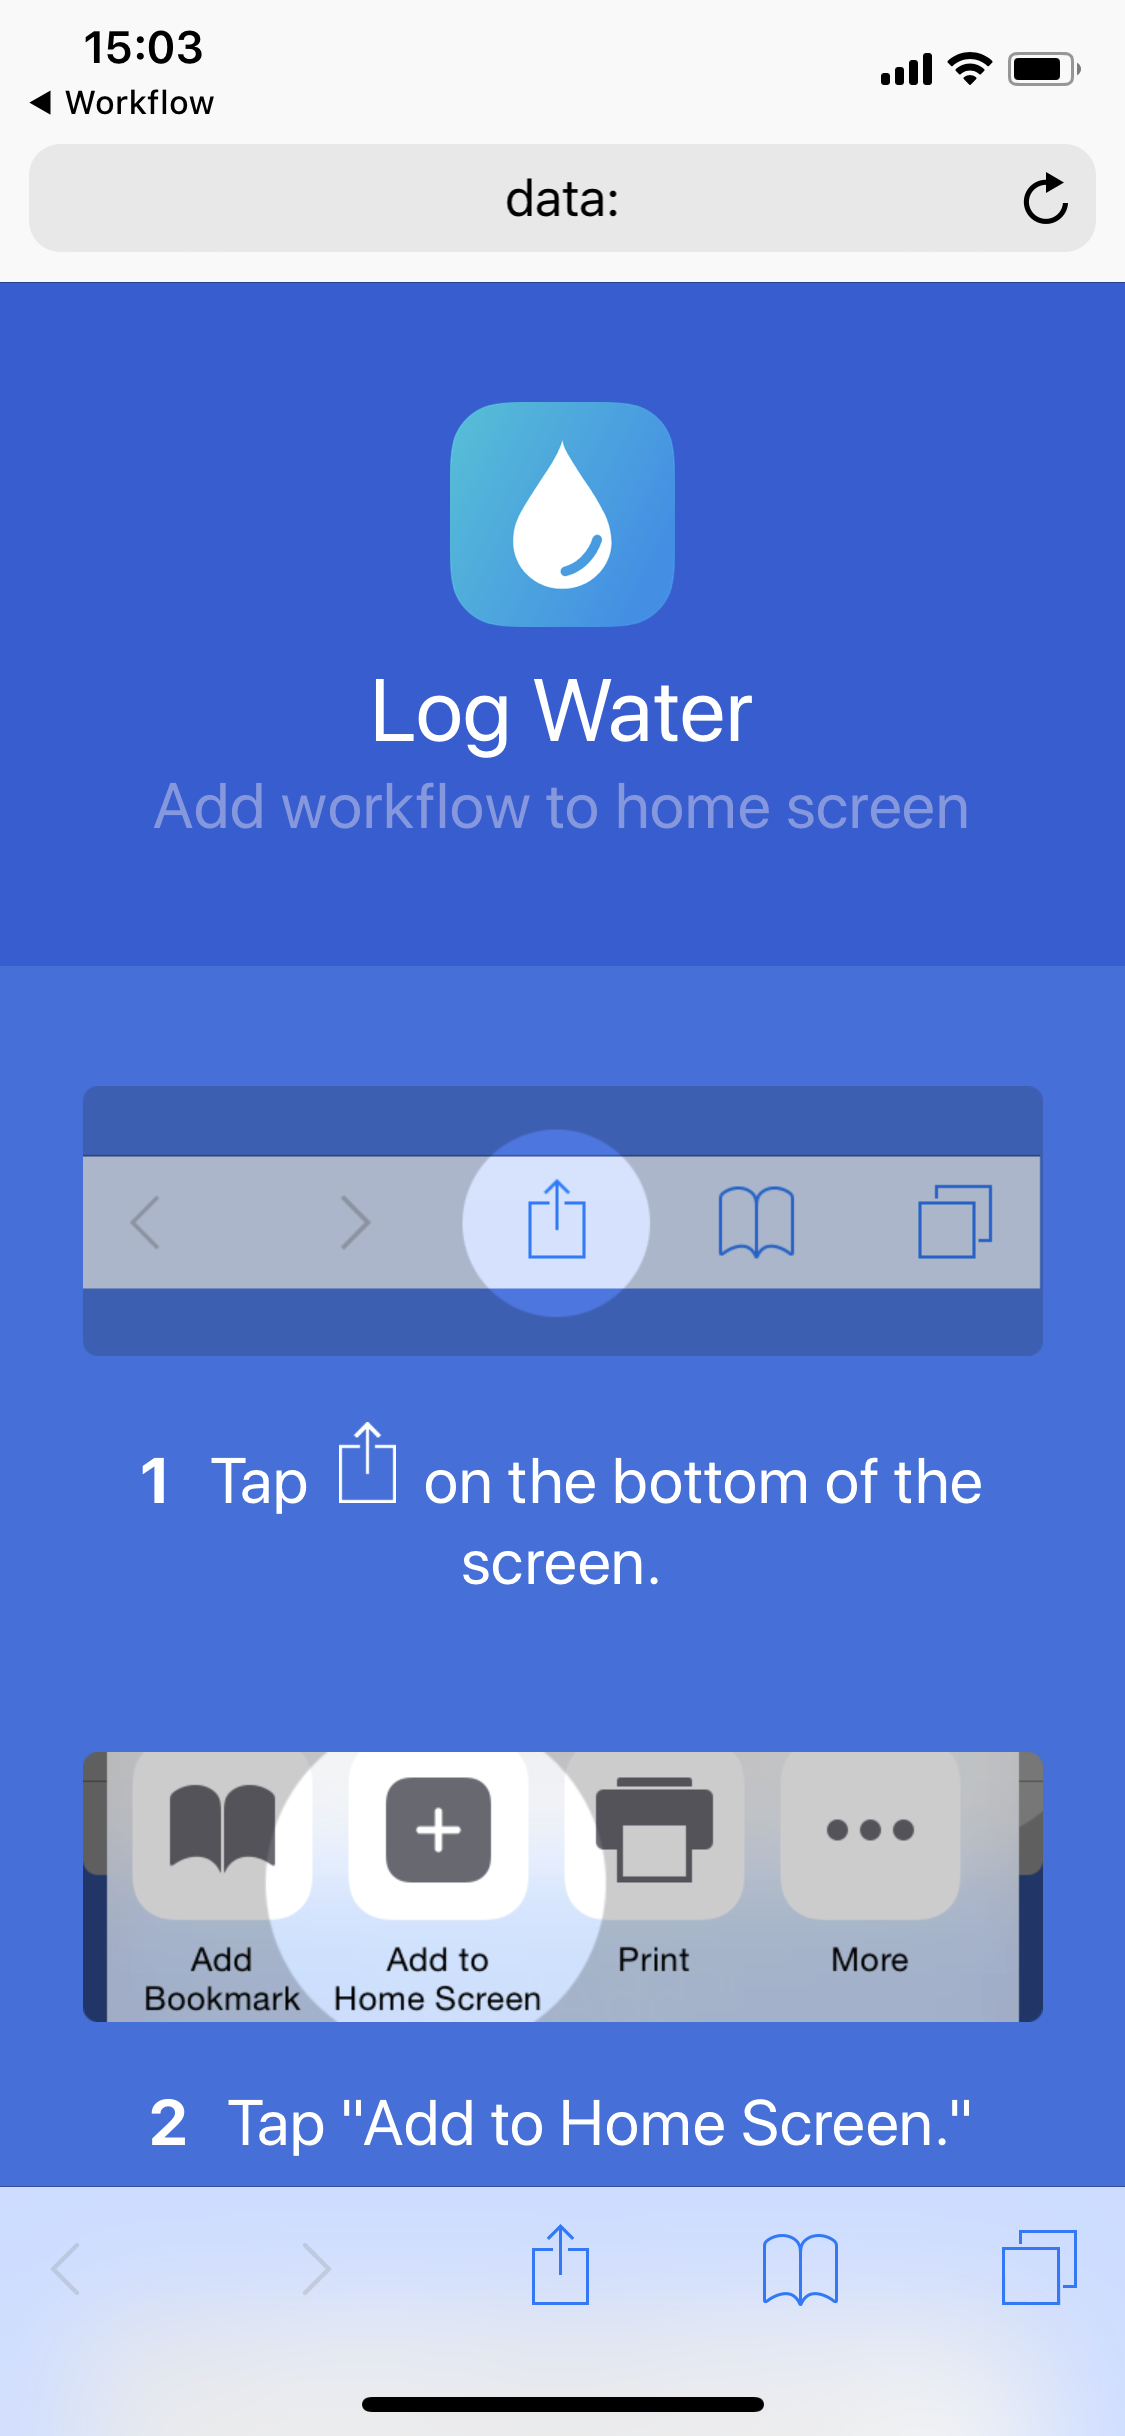 15:03
Workflow
data:
Log Water
Add workflow to home screen
1 Tap on the bottom of the
screen.
Add Bookmark
Add to Home Screen
Print
More
2 Tap "Add to Home Screen."